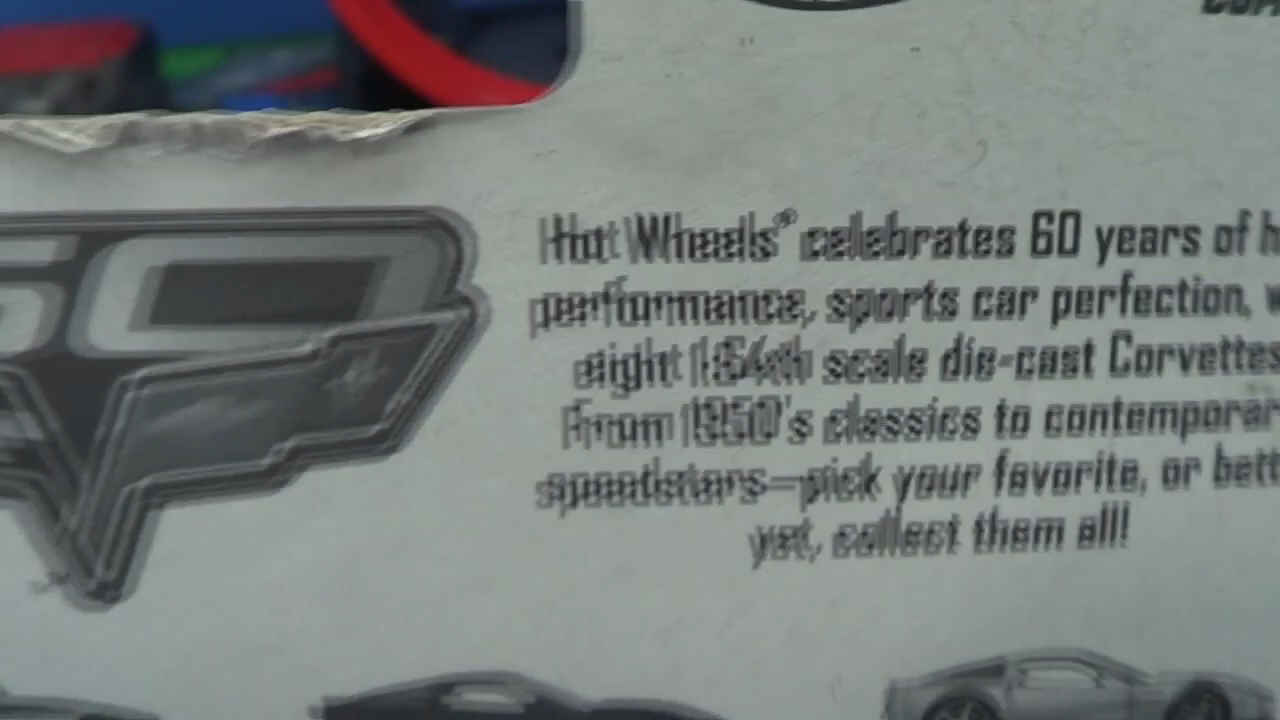 60
Hot Wheels® celebrates 60 years of
performance, sports car perfection,
eight 1:64th scale die-cast Corvettes
From 1950's classics to contemporar
speedsters—pick your favorite, or bett
yet, collect them all!